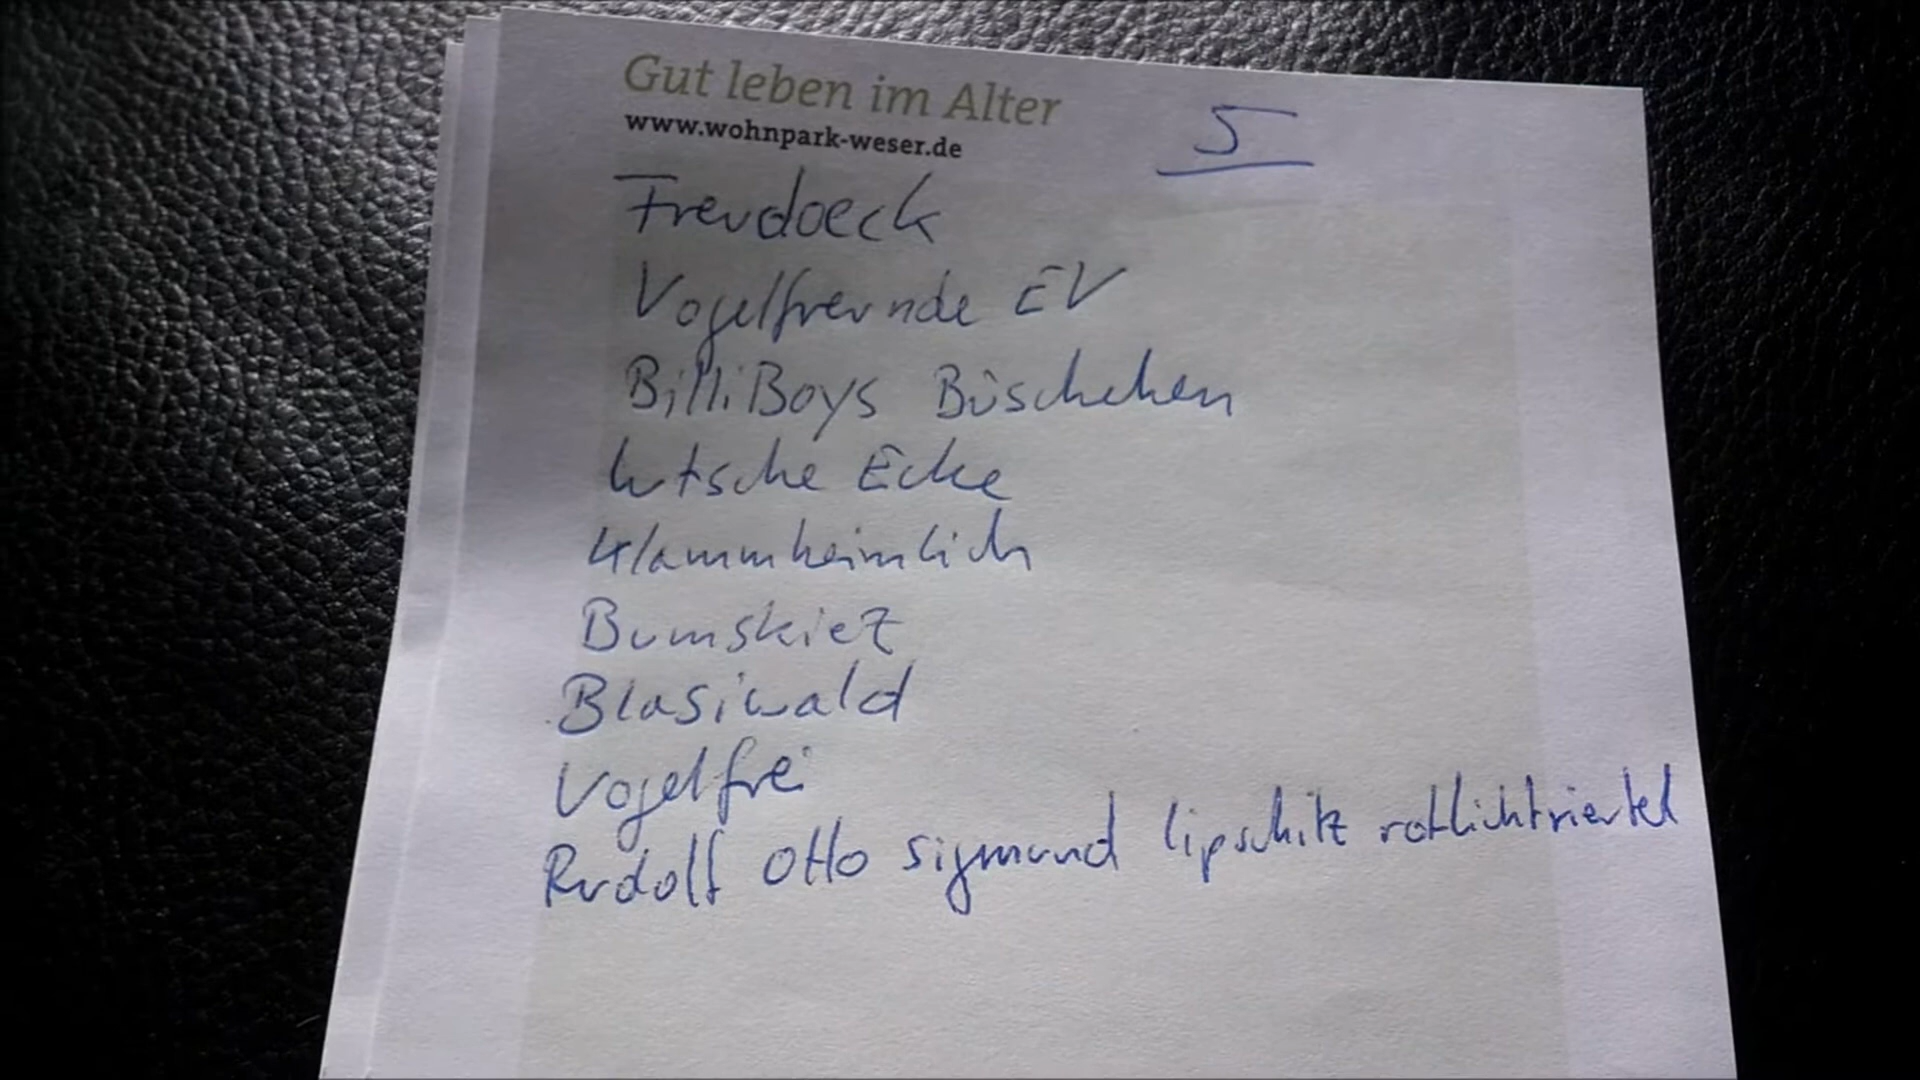 Gut leben im Alter
5
www.wohnpark-weser.de
Freudoeck
Vogelfreunde EV
BilliBoys Büschchen
lutsche Ecke
Klammheimlich
Bumskiez
Blasiwald
Vogelfrei
Rudolf Otto Sigmund lipschitz rotlichtviertel